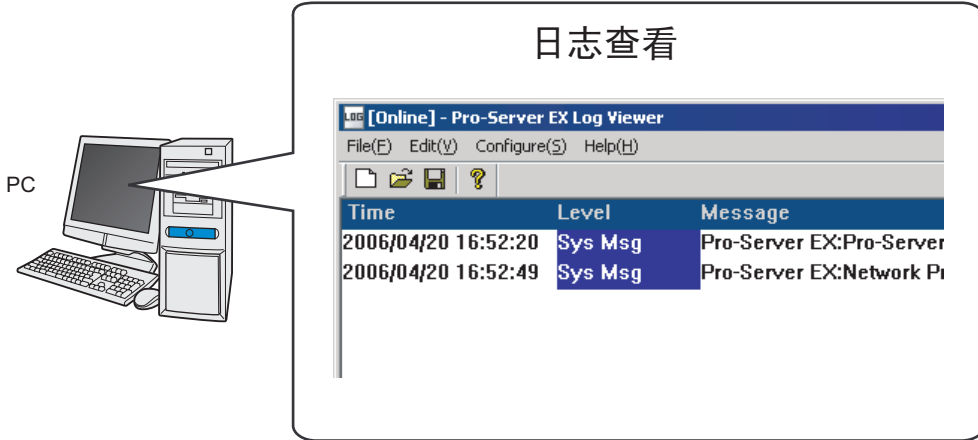 日志查看
PC
LOG [Online] - Pro-Server EX Log Viewer
File(F) Edit(V) Configure(S) Help(H)
Time Level Message
2006/04/20 16:52:20 Sys Msg Pro-Server EX:Pro-Server
2006/04/20 16:52:49 Sys Msg Pro-Server EX:Network